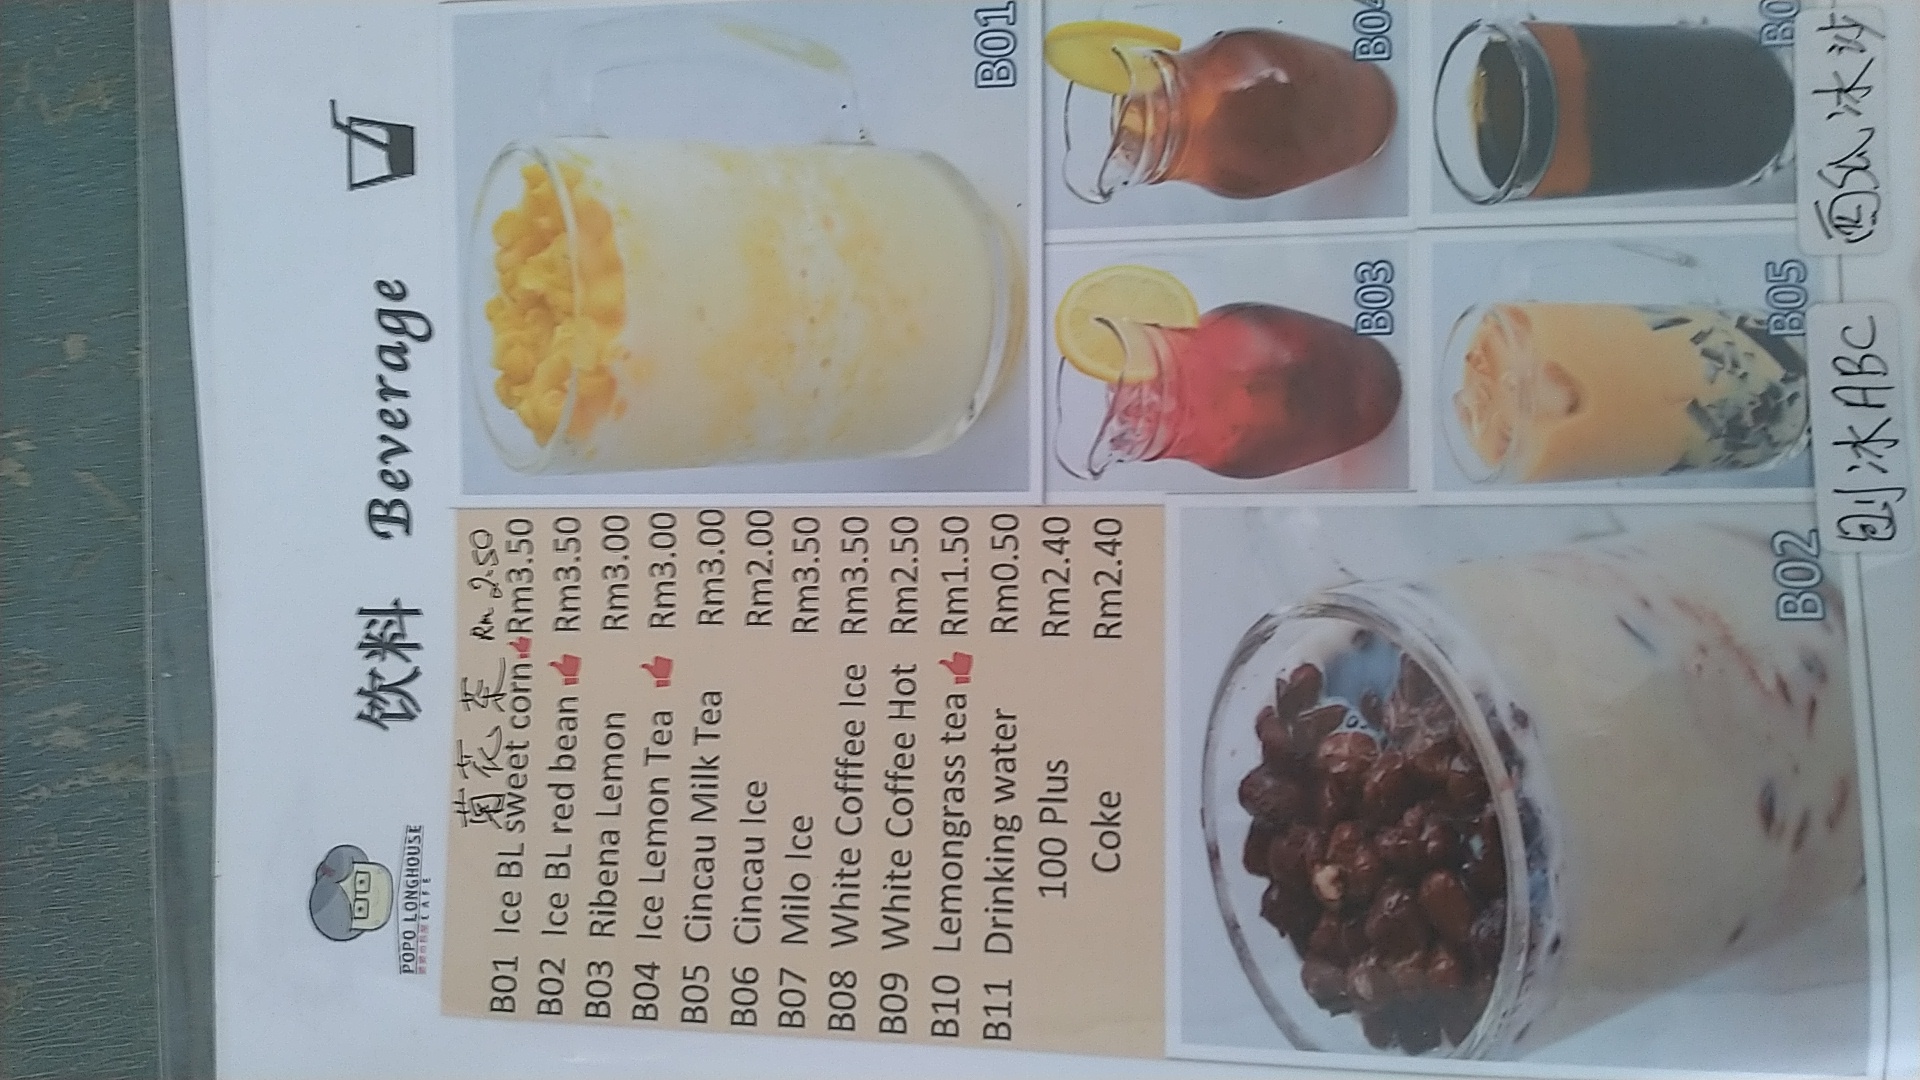 POPO LONGHOUSE
CAFE
饮料 Beverage
菊花茶 Rm 2.50
B01 Ice BL sweet corn Rm3.50
B02 Ice BL red bean Rm3.50
B03 Ribena Lemon Rm3.00
B04 Ice Lemon Tea Rm3.00
B05 Cincau Milk Tea Rm3.00
B06 Cincau Ice Rm2.00
B07 Milo Ice Rm3.50
B08 White Cofffee Ice Rm3.50
B09 White Coffee Hot Rm2.50
B10 Lemongrass tea Rm1.50
B11 Drinking water Rm0.50
100 Plus Rm2.40
Coke Rm2.40
B01
B03
B04
B02
B05
B0
冰ABC
西瓜冰沙